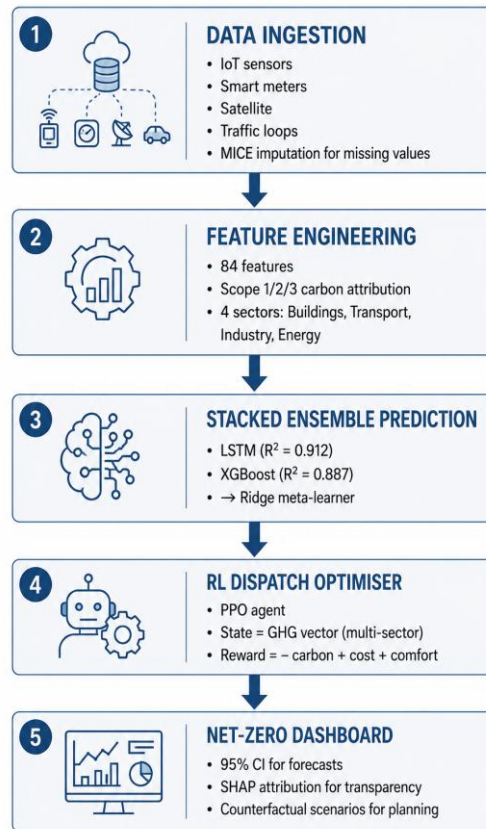 1
DATA INGESTION
• IoT sensors
• Smart meters
• Satellite
• Traffic loops
• MICE imputation for missing values
2
FEATURE ENGINEERING
• 84 features
• Scope 1/2/3 carbon attribution
• 4 sectors: Buildings, Transport,
Industry, Energy
3
STACKED ENSEMBLE PREDICTION
• LSTM (R² = 0.912)
• XGBoost (R² = 0.887)
• → Ridge meta-learner
4
RL DISPATCH OPTIMISER
• PPO agent
• State = GHG vector (multi-sector)
• Reward = – carbon + cost + comfort
5
NET-ZERO DASHBOARD
• 95% CI for forecasts
• SHAP attribution for transparency
• Counterfactual scenarios for planning